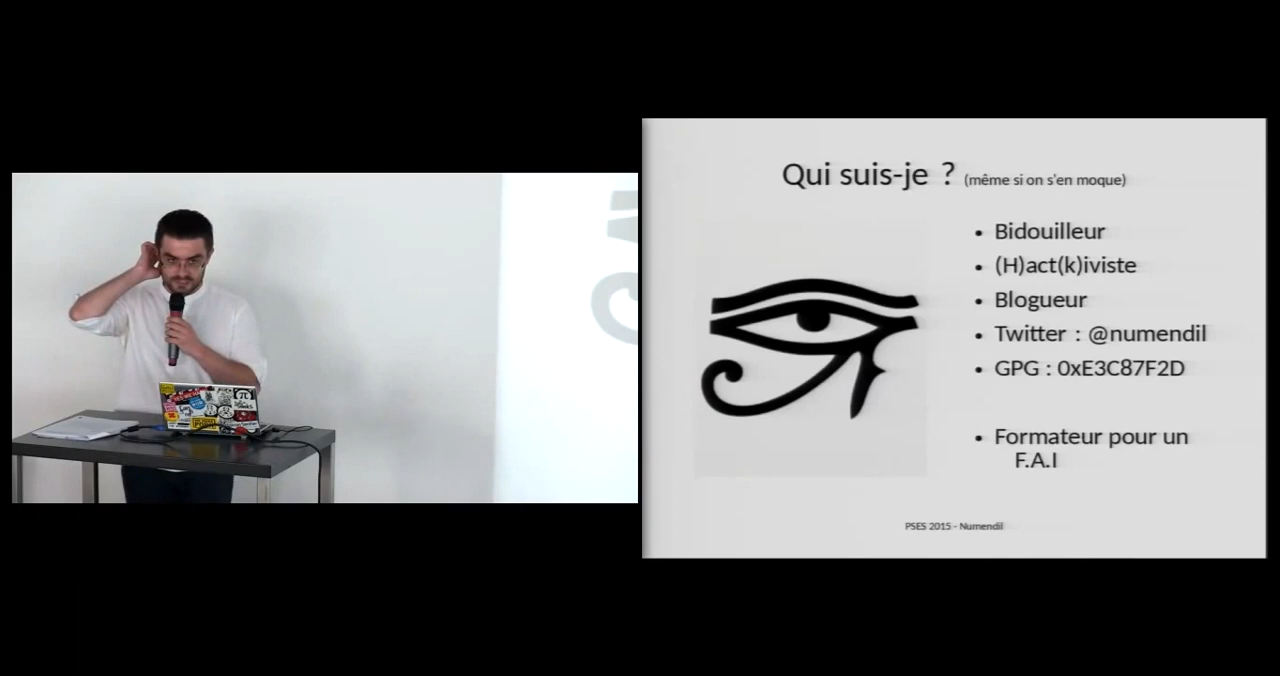 Qui suis-je ? (même si on s'en moque)
• Bidouilleur
• (H)act(k)iviste
• Blogueur
• Twitter : @numendil
• GPG : 0xE3C87F2D
• Formateur pour un
F.A.I
PSES 2015 - Numendil